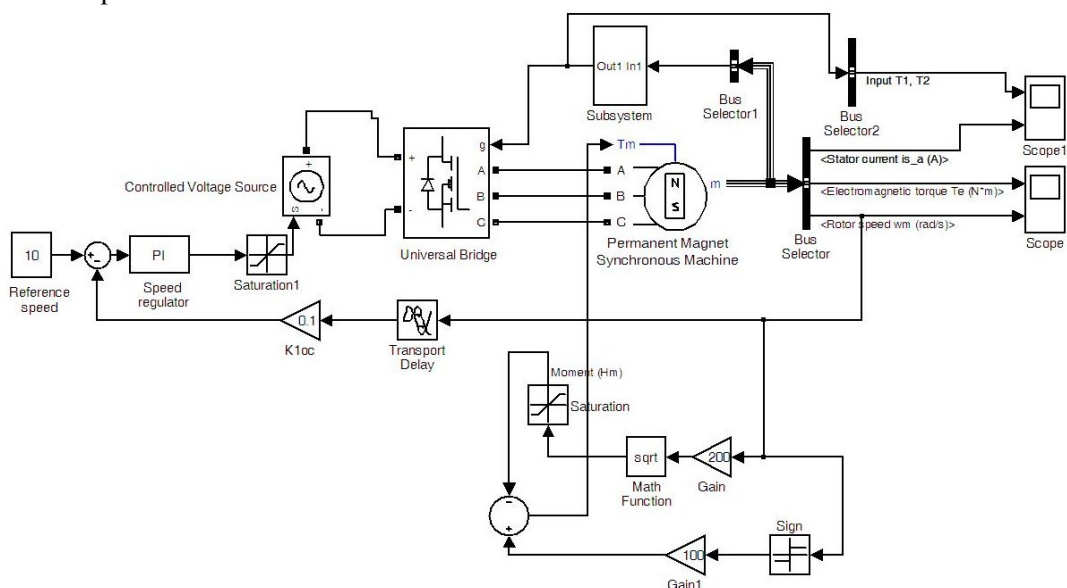 Out1 In1
Subsystem
Bus
Selector1
Input T1, T2
Bus
Selector2
Scope1
<Stator current is_a (A)>
<Electromagnetic torque Te (N*m)>
<Rotor speed wm (rad/s)>
Bus
Selector
Scope
Controlled Voltage Source
+
s
-
+
-
g
A
B
C
Universal Bridge
Tm
A
B
C
N
S
m
Permanent Magnet
Synchronous Machine
10
Reference
speed
+
-
PI
Speed
regulator
Saturation1
0.1
K1oc
Transport
Delay
Moment (Hm)
Saturation
sqrt
Math
Function
200
Gain
-
+
Sign
100
Gain1